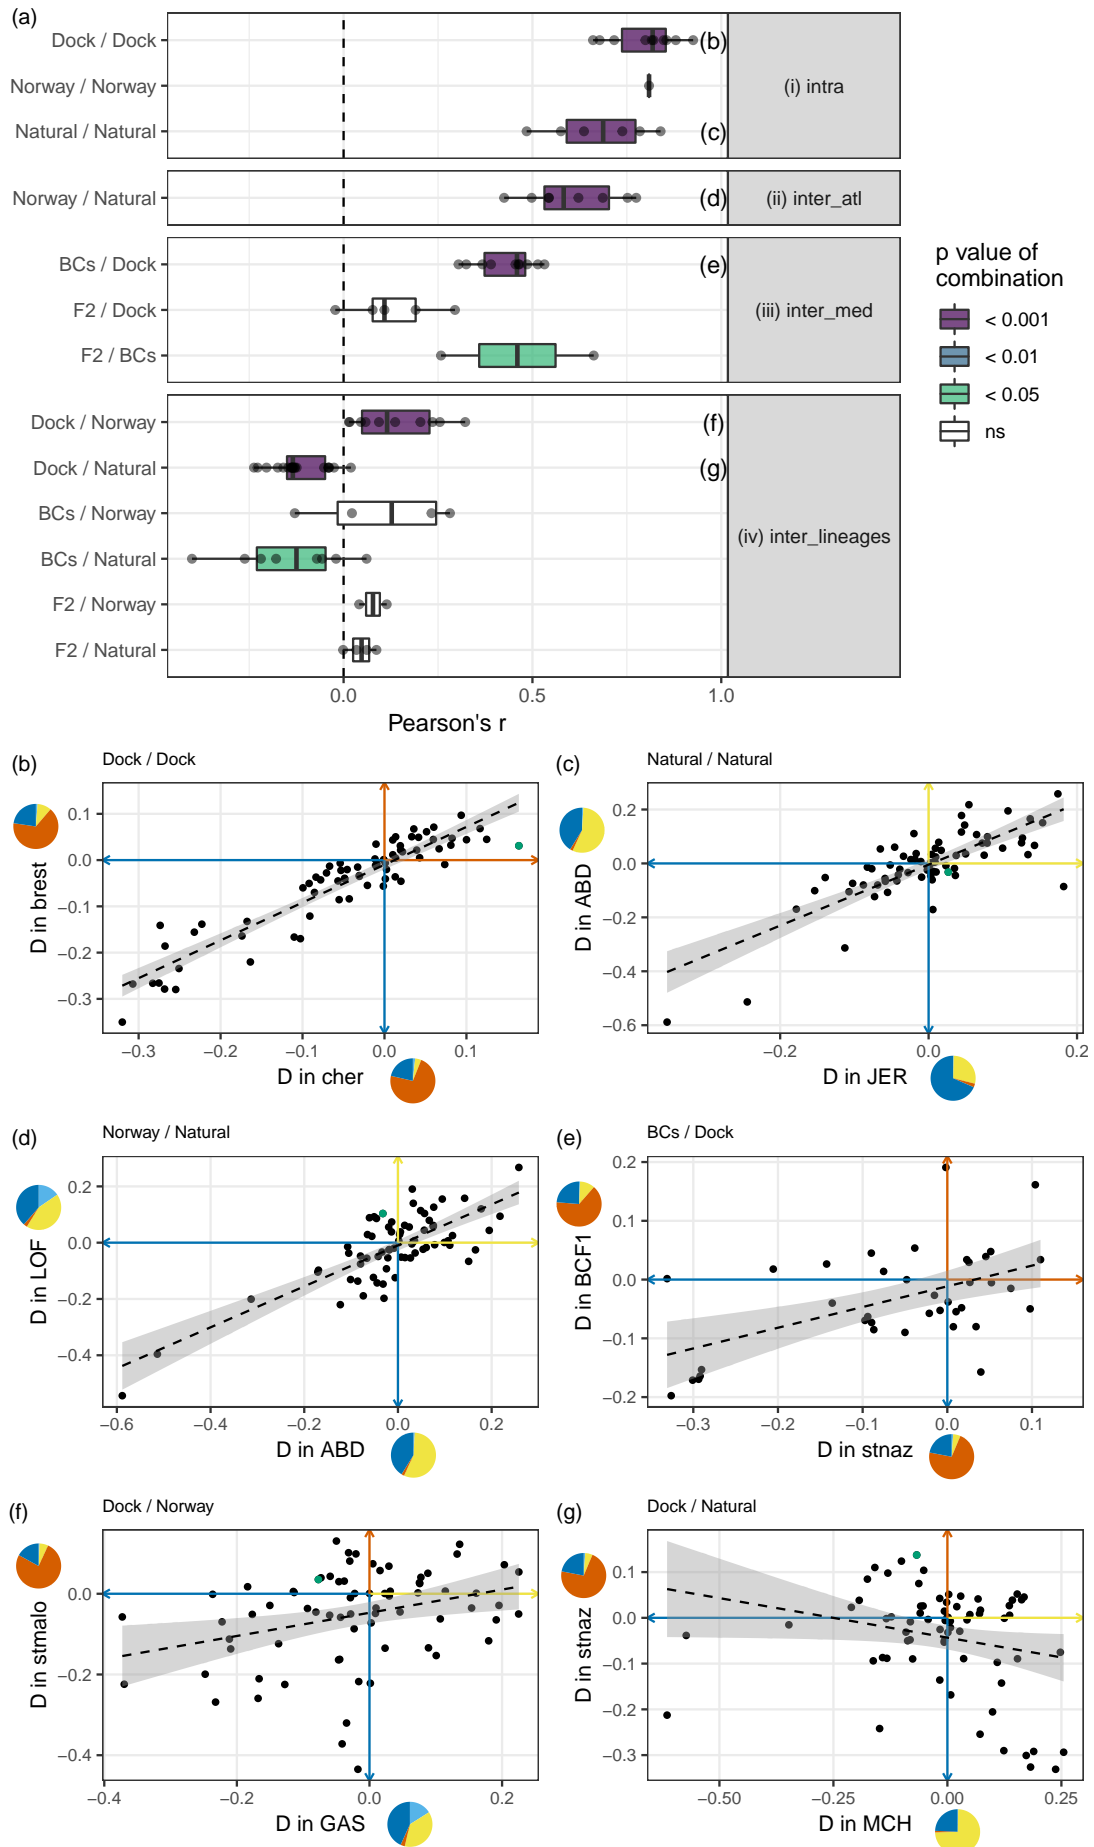 (a)
Dock / Dock
(b)
Norway / Norway
(i) intra
Natural / Natural
(c)
Norway / Natural
(d)
(ii) inter_atl
BCs / Dock
(e)
F2 / Dock
(iii) inter_med
F2 / BCs
Dock / Norway
(f)
Dock / Natural
(g)
BCs / Norway
(iv) inter_lineages
BCs / Natural
F2 / Norway
F2 / Natural
0.0 0.5 1.0
Pearson's r
p value of
combination
< 0.001
< 0.01
< 0.05
ns
(b) Dock / Dock
0.1
0.0
−0.1
−0.2
−0.3
D in brest
−0.3 −0.2 −0.1 0.0 0.1
D in cher
(c) Natural / Natural
0.2
0.0
−0.2
−0.4
−0.6
D in ABD
−0.2 0.0 0.2
D in JER
(d) Norway / Natural
0.2
0.0
−0.2
−0.4
D in LOF
−0.6 −0.4 −0.2 0.0 0.2
D in ABD
(e) BCs / Dock
0.2
0.1
0.0
−0.1
−0.2
D in BCF1
−0.3 −0.2 −0.1 0.0 0.1
D in stnaz
(f) Dock / Norway
0.0
−0.2
−0.4
D in stmalo
−0.4 −0.2 0.0 0.2
D in GAS
(g) Dock / Natural
0.1
0.0
−0.1
−0.2
−0.3
D in stnaz
−0.50 −0.25 0.00 0.25
D in MCH